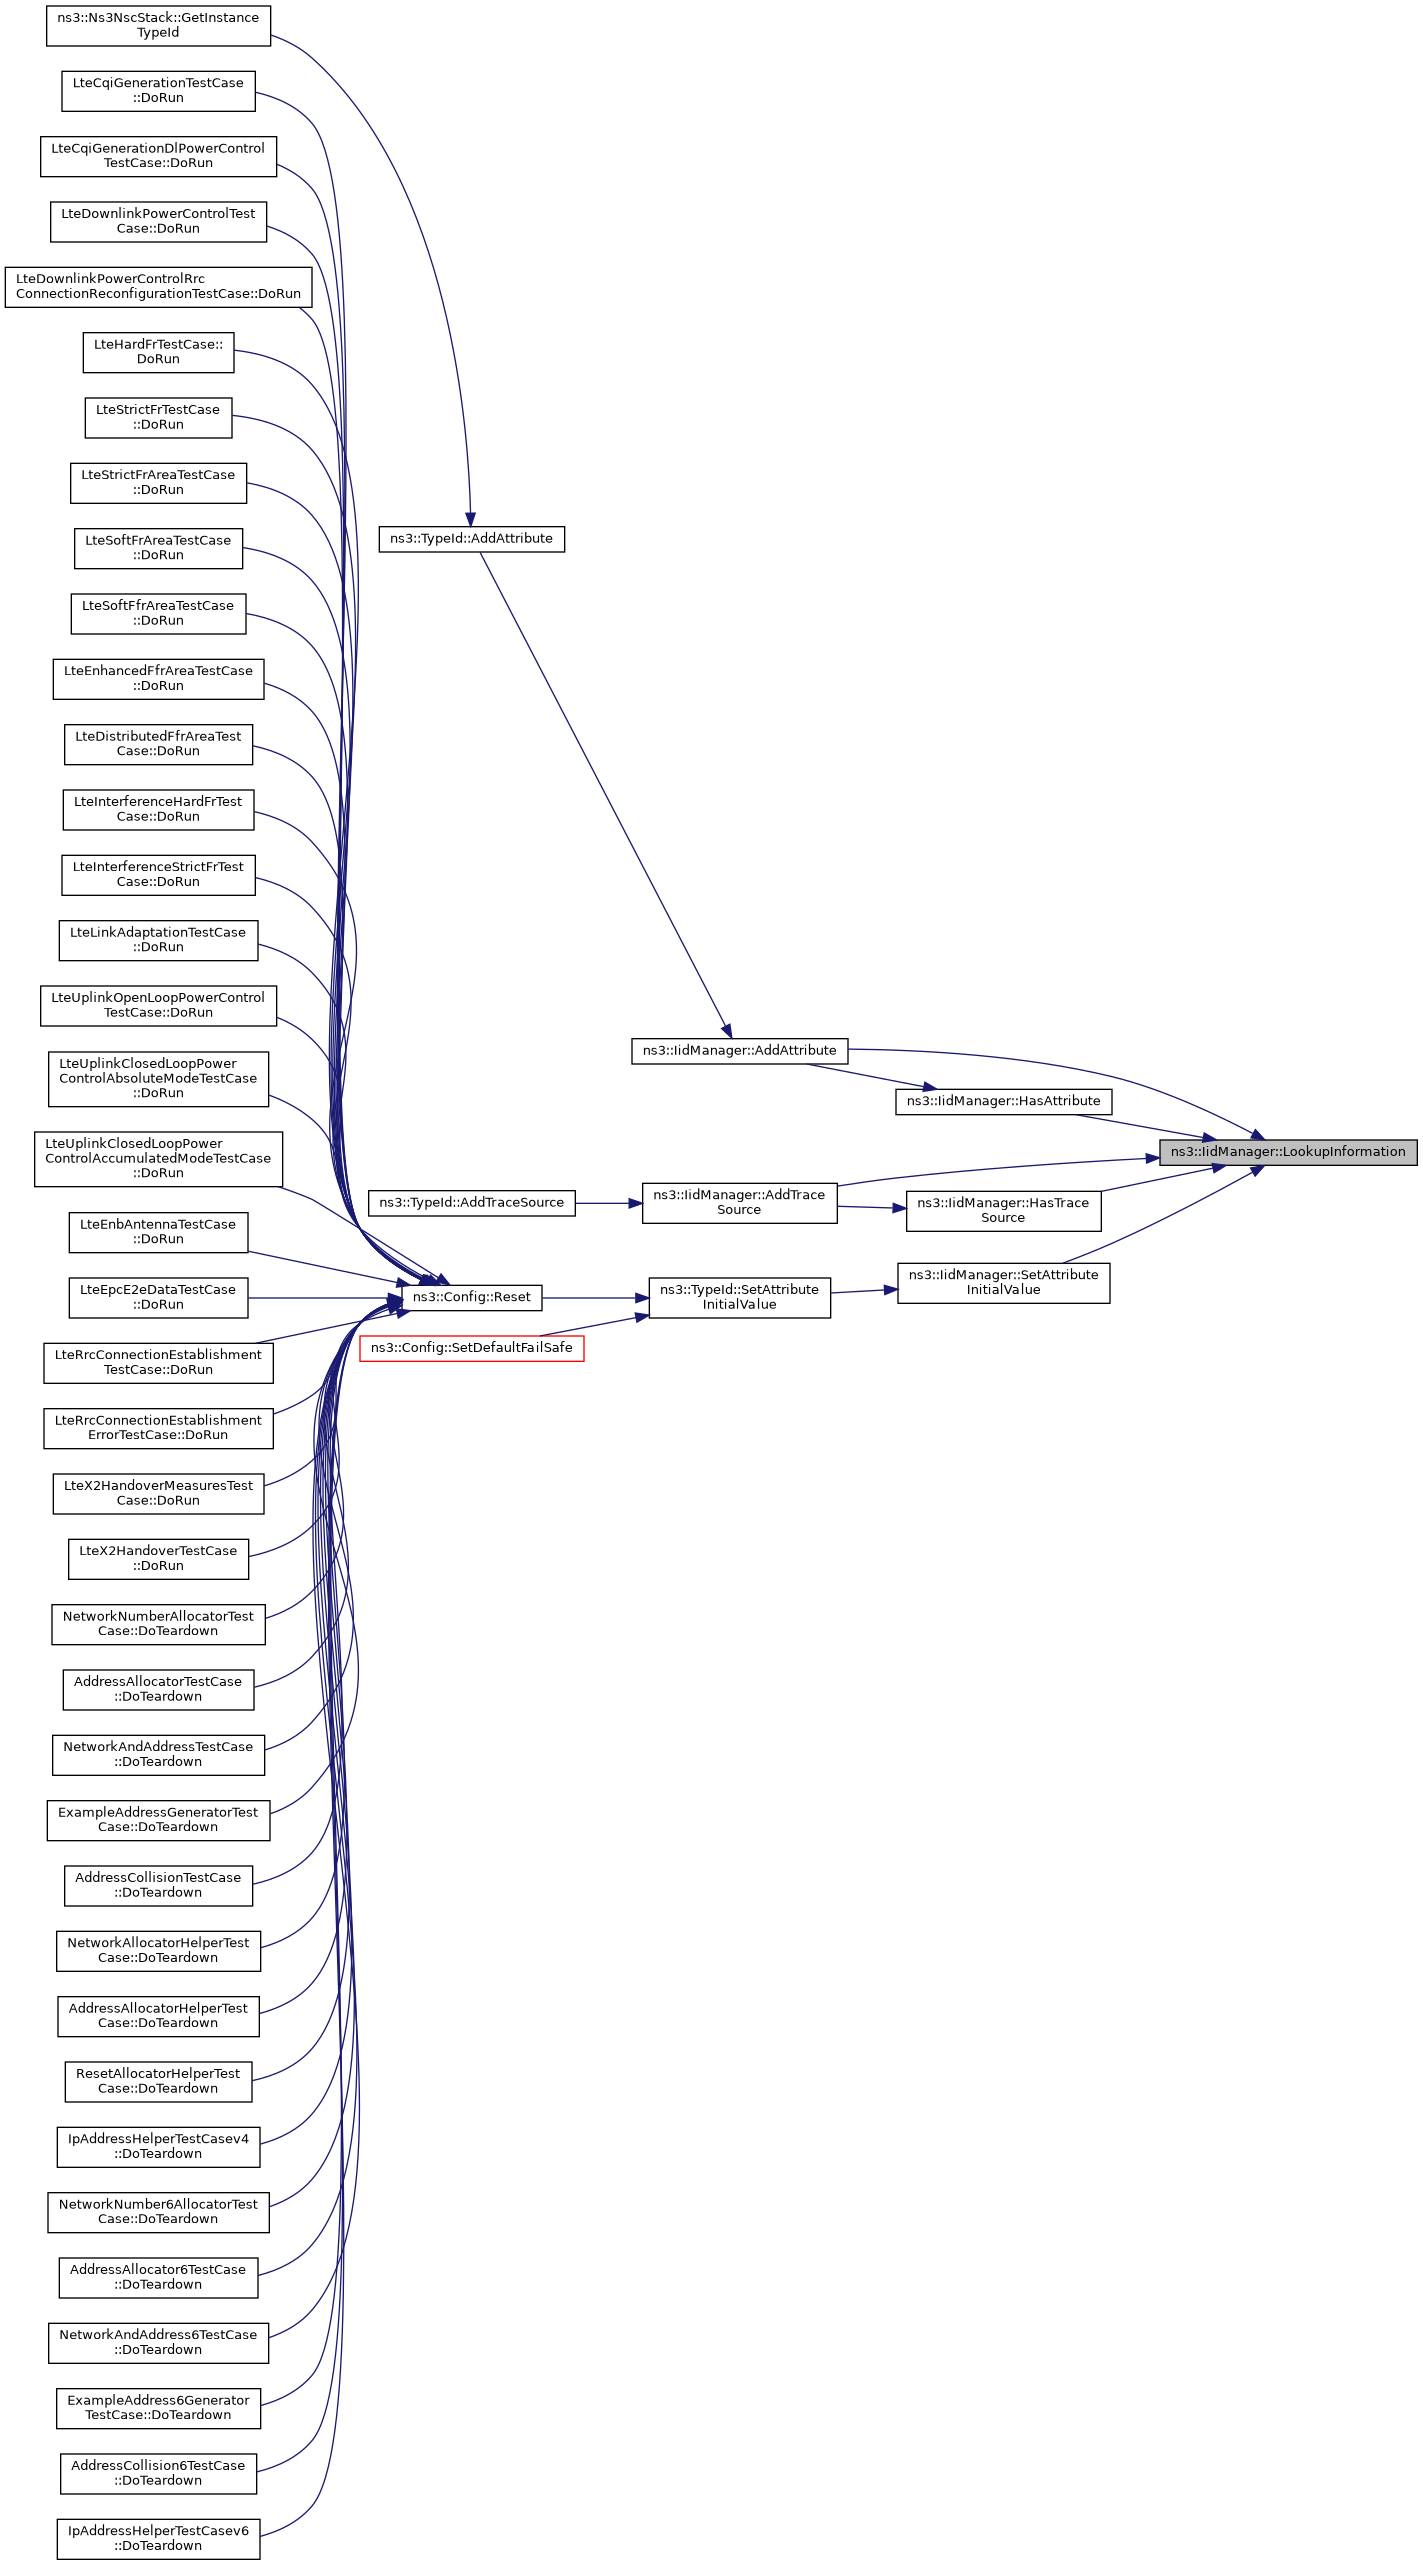 ns3::Ns3NscStack::GetInstance
TypeId
LteCqiGenerationTestCase
::DoRun
LteCqiGenerationDlPowerControl
TestCase::DoRun
LteDownlinkPowerControlTest
Case::DoRun
LteDownlinkPowerControlRrc
ConnectionReconfigurationTestCase::DoRun
LteHardFrTestCase::
DoRun
LteStrictFrTestCase
::DoRun
LteStrictFrAreaTestCase
::DoRun
LteSoftFrAreaTestCase
::DoRun
LteSoftFfrAreaTestCase
::DoRun
LteEnhancedFfrAreaTestCase
::DoRun
LteDistributedFfrAreaTest
Case::DoRun
LteInterferenceHardFrTest
Case::DoRun
LteInterferenceStrictFrTest
Case::DoRun
LteLinkAdaptationTestCase
::DoRun
LteUplinkOpenLoopPowerControl
TestCase::DoRun
LteUplinkClosedLoopPower
ControlAbsoluteModeTestCase
::DoRun
LteUplinkClosedLoopPower
ControlAccumulatedModeTestCase
::DoRun
LteEnbAntennaTestCase
::DoRun
LteEpcE2eDataTestCase
::DoRun
LteRrcConnectionEstablishment
TestCase::DoRun
LteRrcConnectionEstablishment
ErrorTestCase::DoRun
LteX2HandoverMeasuresTest
Case::DoRun
LteX2HandoverTestCase
::DoRun
NetworkNumberAllocatorTest
Case::DoTeardown
AddressAllocatorTestCase
::DoTeardown
NetworkAndAddressTestCase
::DoTeardown
ExampleAddressGeneratorTest
Case::DoTeardown
AddressCollisionTestCase
::DoTeardown
NetworkAllocatorHelperTest
Case::DoTeardown
AddressAllocatorHelperTest
Case::DoTeardown
ResetAllocatorHelperTest
Case::DoTeardown
IpAddressHelperTestCasev4
::DoTeardown
NetworkNumber6AllocatorTest
Case::DoTeardown
AddressAllocator6TestCase
::DoTeardown
NetworkAndAddress6TestCase
::DoTeardown
ExampleAddress6Generator
TestCase::DoTeardown
AddressCollision6TestCase
::DoTeardown
IpAddressHelperTestCasev6
::DoTeardown
ns3::TypeId::AddAttribute
ns3::TypeId::AddTraceSource
ns3::Config::Reset
ns3::Config::SetDefaultFailSafe
ns3::IidManager::AddAttribute
ns3::IidManager::AddTrace
Source
ns3::TypeId::SetAttribute
InitialValue
ns3::IidManager::HasAttribute
ns3::IidManager::HasTrace
Source
ns3::IidManager::SetAttribute
InitialValue
ns3::IidManager::LookupInformation